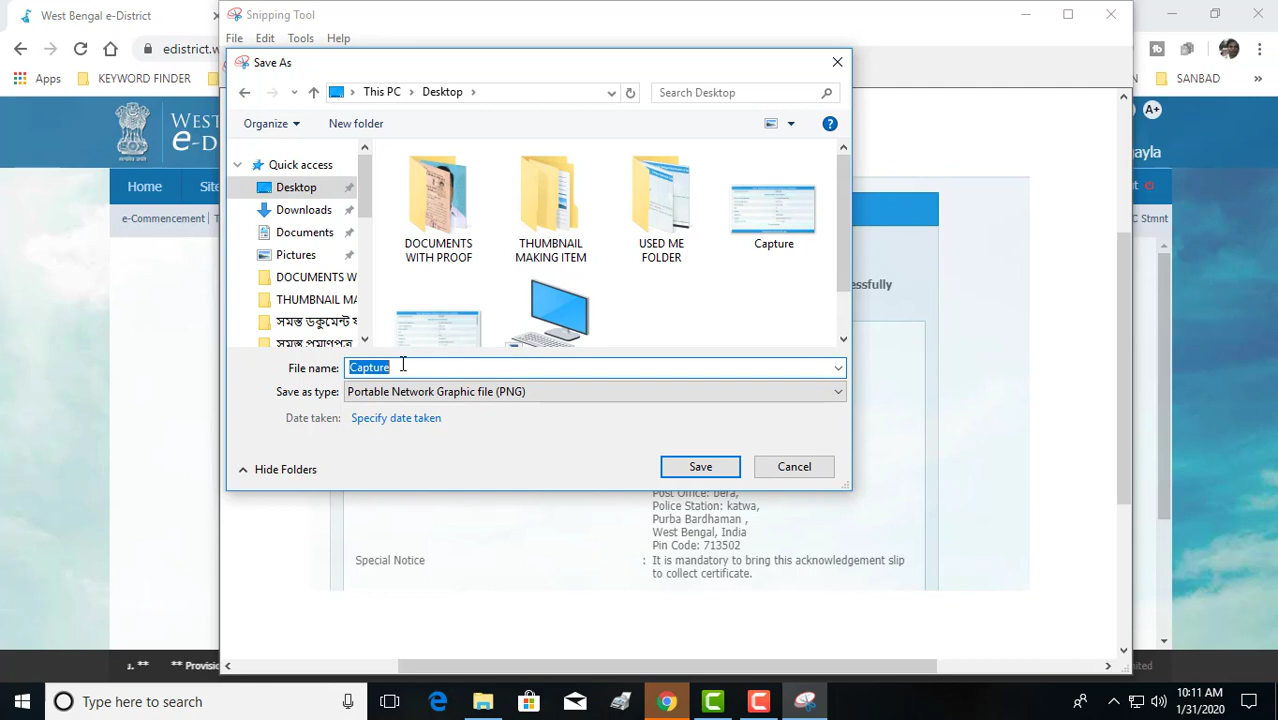 West Bengal e-District
Snipping Tool
File Edit Tools Help
edistrict.w
Apps KEYWORD FINDER
SANBAD
Save As
This PC > Desktop >
Search Desktop
Organize
New folder
Quick access
Desktop
Downloads
Documents
Pictures
DOCUMENTS W
THUMBNAIL MA
DOCUMENTS
WITH PROOF
THUMBNAIL
MAKING ITEM
USED ME
FOLDER
Capture
File name: Capture
Save as type: Portable Network Graphic file (PNG)
Date taken: Specify date taken
Hide Folders
Save
Cancel
WEST
e-D
A+
Home
e-Commencement
C Stmnt
Post Office: bera,
Police Station: katwa,
Purba Bardhaman ,
West Bengal, India
Pin Code: 713502
Special Notice : It is mandatory to bring this acknowledgement slip
to collect certificate.
Type here to search
10:11 AM
1/31/2020